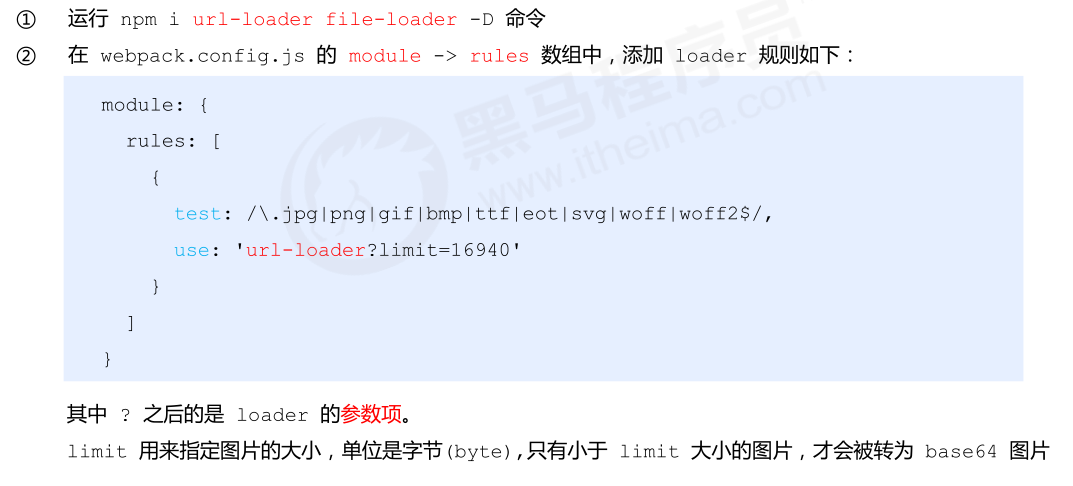 ① 运行 npm i url-loader file-loader -D 命令
② 在 webpack.config.js 的 module -> rules 数组中，添加 loader 规则如下：
module: {
rules: [
{
test: /\.jpg|png|gif|bmp|ttf|eot|svg|woff|woff2$/,
use: 'url-loader?limit=16940'
}
]
}
其中 ? 之后的是 loader 的参数项。
limit 用来指定图片的大小，单位是字节(byte),只有小于 limit 大小的图片，才会被转为 base64 图片
黑马程序员
www.itheima.com